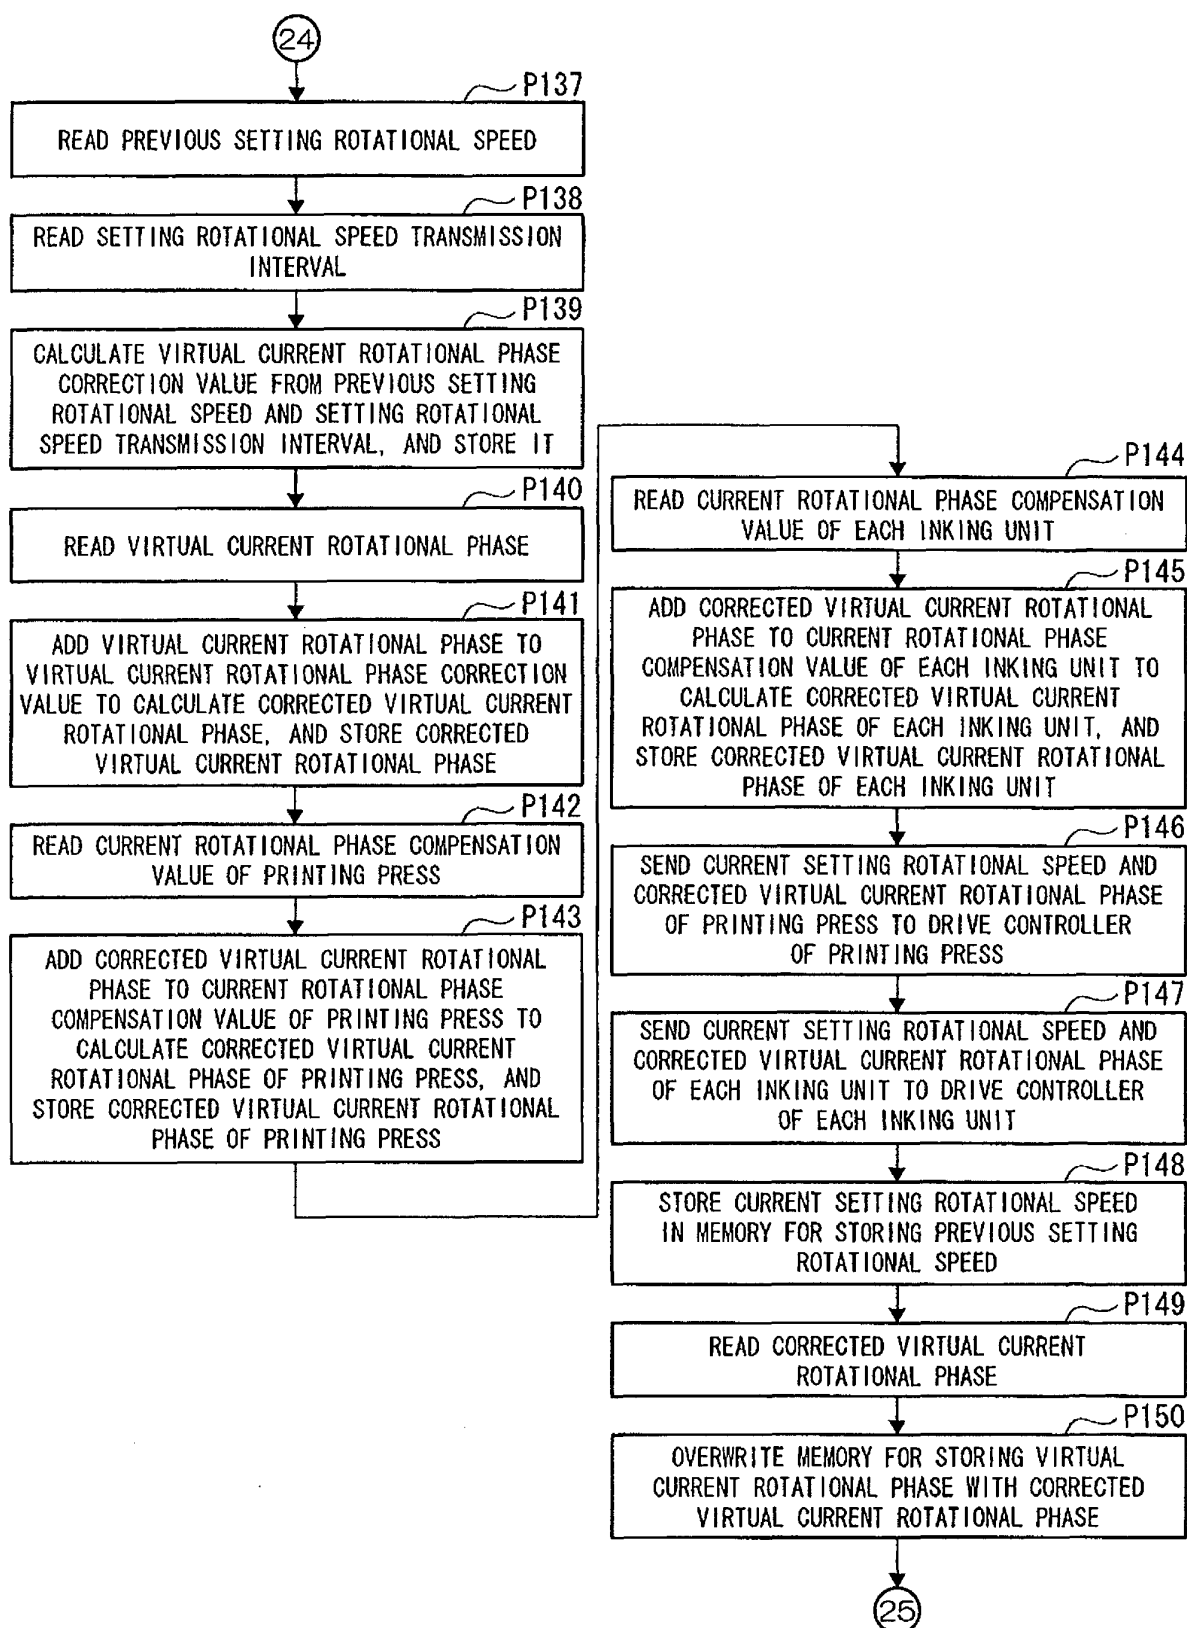 24
P137
READ PREVIOUS SETTING ROTATIONAL SPEED
P138
READ SETTING ROTATIONAL SPEED TRANSMISSION
INTERVAL
P139
CALCULATE VIRTUAL CURRENT ROTATIONAL PHASE
CORRECTION VALUE FROM PREVIOUS SETTING
ROTATIONAL SPEED AND SETTING ROTATIONAL
SPEED TRANSMISSION INTERVAL, AND STORE IT
P140
READ VIRTUAL CURRENT ROTATIONAL PHASE
P141
ADD VIRTUAL CURRENT ROTATIONAL PHASE TO
VIRTUAL CURRENT ROTATIONAL PHASE CORRECTION
VALUE TO CALCULATE CORRECTED VIRTUAL CURRENT
ROTATIONAL PHASE, AND STORE CORRECTED
VIRTUAL CURRENT ROTATIONAL PHASE
P142
READ CURRENT ROTATIONAL PHASE COMPENSATION
VALUE OF PRINTING PRESS
P143
ADD CORRECTED VIRTUAL CURRENT ROTATIONAL
PHASE TO CURRENT ROTATIONAL PHASE
COMPENSATION VALUE OF PRINTING PRESS TO
CALCULATE CORRECTED VIRTUAL CURRENT
ROTATIONAL PHASE OF PRINTING PRESS, AND
STORE CORRECTED VIRTUAL CURRENT ROTATIONAL
PHASE OF PRINTING PRESS
P144
READ CURRENT ROTATIONAL PHASE COMPENSATION
VALUE OF EACH INKING UNIT
P145
ADD CORRECTED VIRTUAL CURRENT ROTATIONAL
PHASE TO CURRENT ROTATIONAL PHASE
COMPENSATION VALUE OF EACH INKING UNIT TO
CALCULATE CORRECTED VIRTUAL CURRENT
ROTATIONAL PHASE OF EACH INKING UNIT, AND
STORE CORRECTED VIRTUAL CURRENT ROTATIONAL
PHASE OF EACH INKING UNIT
P146
SEND CURRENT SETTING ROTATIONAL SPEED AND
CORRECTED VIRTUAL CURRENT ROTATIONAL PHASE
OF PRINTING PRESS TO DRIVE CONTROLLER
OF PRINTING PRESS
P147
SEND CURRENT SETTING ROTATIONAL SPEED AND
CORRECTED VIRTUAL CURRENT ROTATIONAL PHASE
OF EACH INKING UNIT TO DRIVE CONTROLLER
OF EACH INKING UNIT
P148
STORE CURRENT SETTING ROTATIONAL SPEED
IN MEMORY FOR STORING PREVIOUS SETTING
ROTATIONAL SPEED
P149
READ CORRECTED VIRTUAL CURRENT
ROTATIONAL PHASE
P150
OVERWRITE MEMORY FOR STORING VIRTUAL
CURRENT ROTATIONAL PHASE WITH CORRECTED
VIRTUAL CURRENT ROTATIONAL PHASE
25